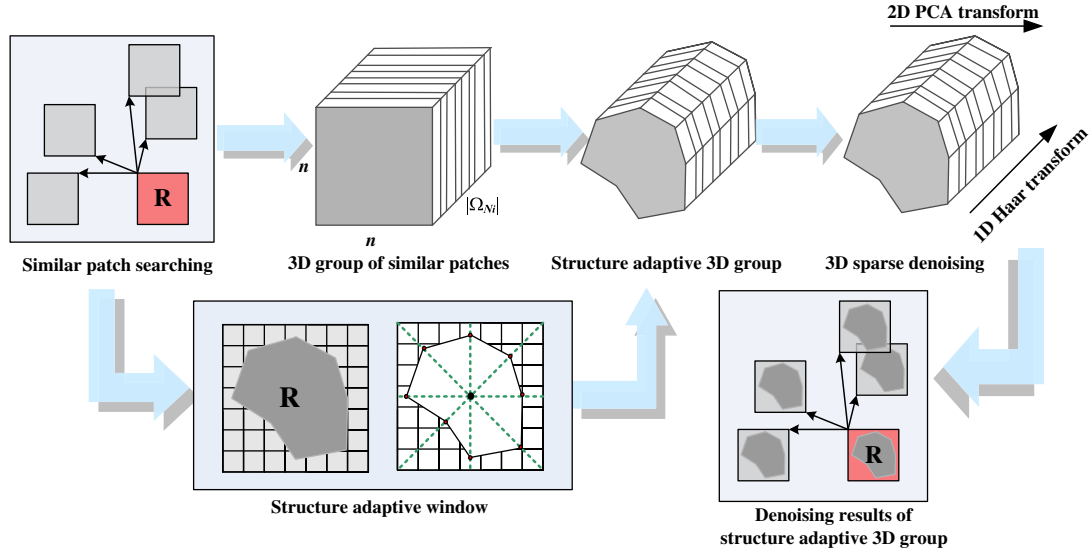 2D PCA transform
R
n
n
|Ω_Ni|
1D Haar transform
Similar patch searching
3D group of similar patches
Structure adaptive 3D group
3D sparse denoising
R
R
Structure adaptive window
Denoising results of
structure adaptive 3D group